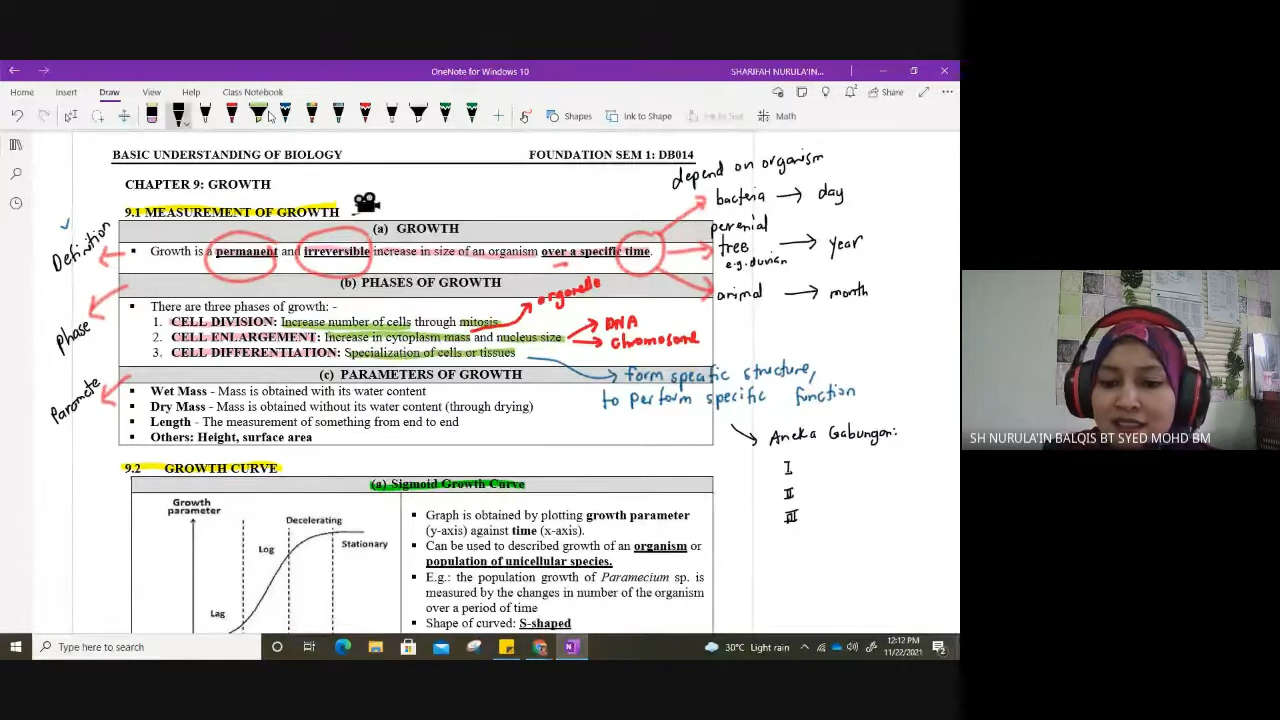 OneNote for Windows 10
SHARIFAH NURULA'IN...
Home
Insert
Draw
View
Help
Class Notebook
Share
Shapes
Ink to Shape
Ink to Text
Math
BASIC UNDERSTANDING OF BIOLOGY
FOUNDATION SEM 1: DB014
CHAPTER 9: GROWTH
9.1 MEASUREMENT OF GROWTH
(a) GROWTH
Growth is a permanent and irreversible increase in size of an organism over a specific time.
Definition
depend on organism
bacteria → day
perenial
tree → year
e.g. durian
animal → month
(b) PHASES OF GROWTH
Phase
There are three phases of growth: -
1. CELL DIVISION: Increase number of cells through mitosis
2. CELL ENLARGEMENT: Increase in cytoplasm mass and nucleus size
3. CELL DIFFERENTIATION: Specialization of cells or tissues
organelle
DNA
chromosome
form specific structure,
to perform specific function
(c) PARAMETERS OF GROWTH
Paramete
Wet Mass - Mass is obtained with its water content
Dry Mass - Mass is obtained without its water content (through drying)
Length - The measurement of something from end to end
Others: Height, surface area
Aneka Gabungan:
I
II
III
9.2 GROWTH CURVE
(a) Sigmoid Growth Curve
Growth
parameter
Decelerating
Log
Stationary
Lag
Graph is obtained by plotting growth parameter
(y-axis) against time (x-axis).
Can be used to described growth of an organism or
population of unicellular species.
E.g.: the population growth of Paramecium sp. is
measured by the changes in number of the organism
over a period of time
Shape of curved: S-shaped
SH NURULA'IN BALQIS BT SYED MOHD BM
Type here to search
30°C Light rain
12:12 PM
11/22/2021
2